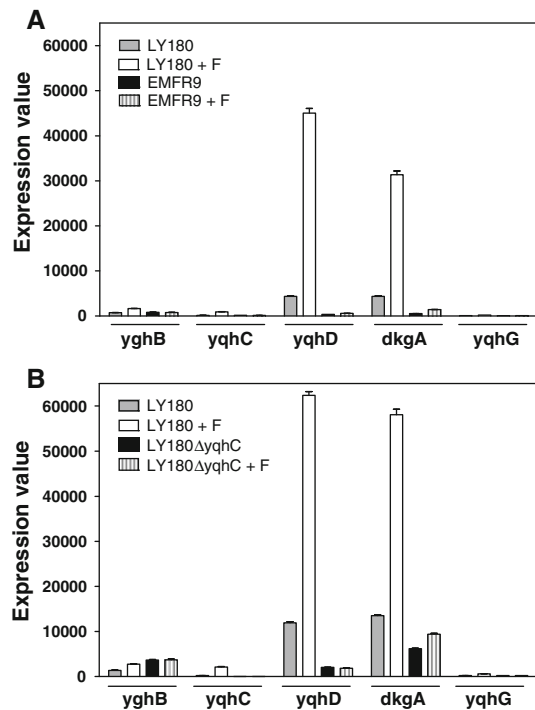 A
Expression value
60000
50000
40000
30000
20000
10000
0
LY180
LY180 + F
EMFR9
EMFR9 + F
yghB yqhC yqhD dkgA yqhG
B
Expression value
60000
50000
40000
30000
20000
10000
0
LY180
LY180 + F
LY180ΔyqhC
LY180ΔyqhC + F
yghB yqhC yqhD dkgA yqhG